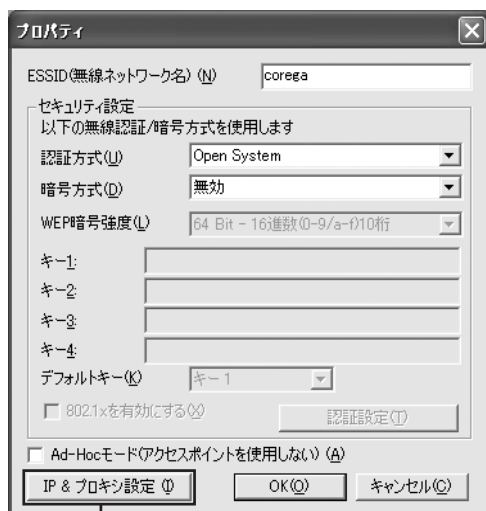 プロパティ
ESSID(無線ネットワーク名) (N) corega
セキュリティ設定
以下の無線認証/暗号方式を使用します
認証方式(U) Open System
暗号方式(D) 無効
WEP暗号強度(L) 64 Bit - 16進数(0-9/a-f)10桁
キー1:
キー2:
キー3:
キー4:
デフォルトキー(K) キー 1
802.1xを有効にする(X) 認証設定(T)
Ad-Hocモード(アクセスポイントを使用しない) (A)
IP & プロキシ設定 (I) OK(O) キャンセル(C)